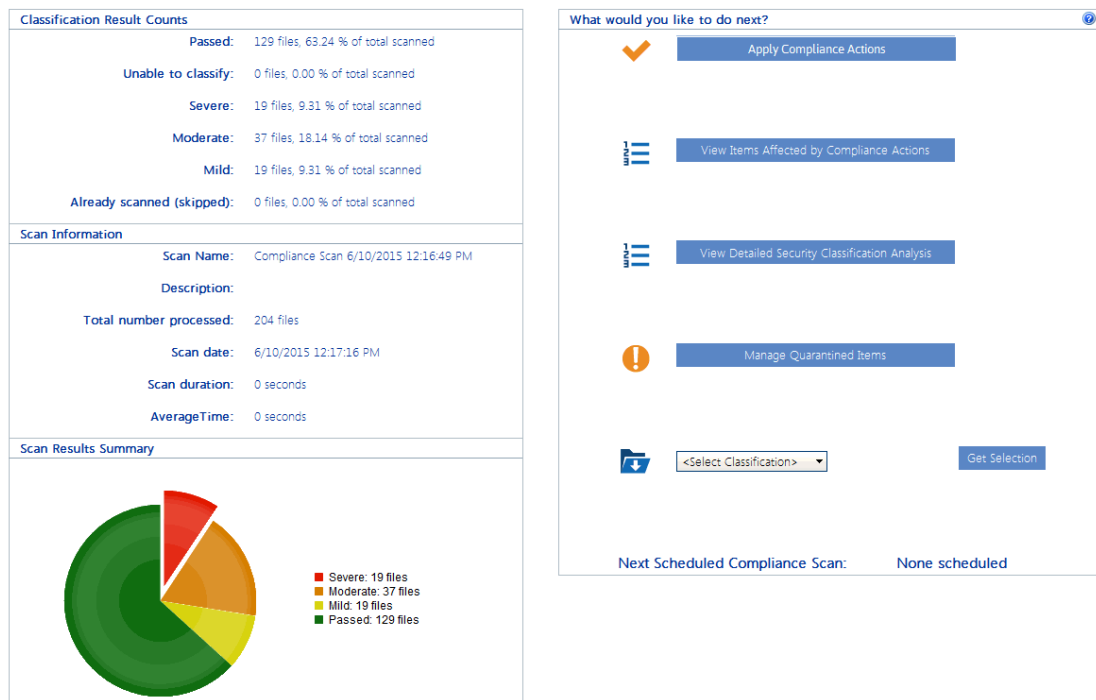 Classification Result Counts
Passed: 129 files, 63.24 % of total scanned
Unable to classify: 0 files, 0.00 % of total scanned
Severe: 19 files, 9.31 % of total scanned
Moderate: 37 files, 18.14 % of total scanned
Mild: 19 files, 9.31 % of total scanned
Already scanned (skipped): 0 files, 0.00 % of total scanned
Scan Information
Scan Name: Compliance Scan 6/10/2015 12:16:49 PM
Description:
Total number processed: 204 files
Scan date: 6/10/2015 12:17:16 PM
Scan duration: 0 seconds
AverageTime: 0 seconds
Scan Results Summary
Severe: 19 files
Moderate: 37 files
Mild: 19 files
Passed: 129 files
What would you like to do next?
?
Apply Compliance Actions
1
2
3
View Items Affected by Compliance Actions
1
2
3
View Detailed Security Classification Analysis
!
Manage Quarantined Items
<Select Classification>
Get Selection
Next Scheduled Compliance Scan: None scheduled